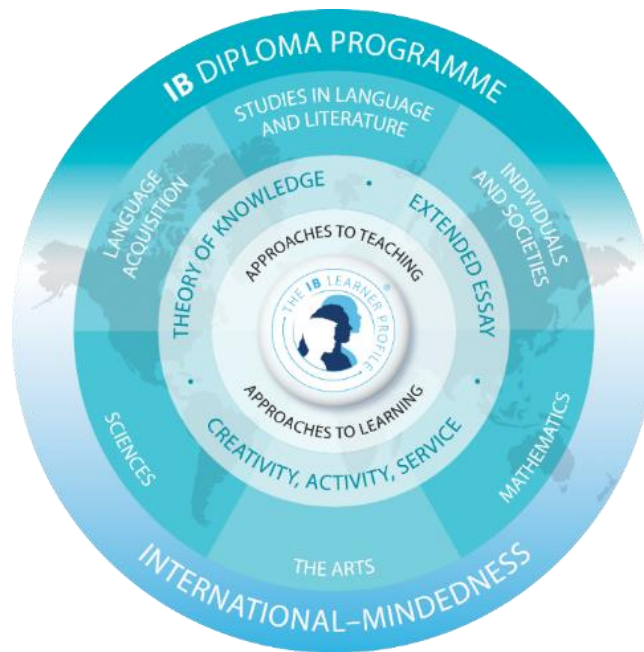 IB DIPLOMA PROGRAMME
STUDIES IN LANGUAGE
AND LITERATURE
LANGUAGE
ACQUISITION
INDIVIDUALS
AND SOCIETIES
THEORY OF KNOWLEDGE
•
EXTENDED ESSAY
APPROACHES TO TEACHING
THE IB LEARNER PROFILE
®
APPROACHES TO LEARNING
• CREATIVITY, ACTIVITY, SERVICE •
SCIENCES
MATHEMATICS
THE ARTS
INTERNATIONAL–MINDEDNESS